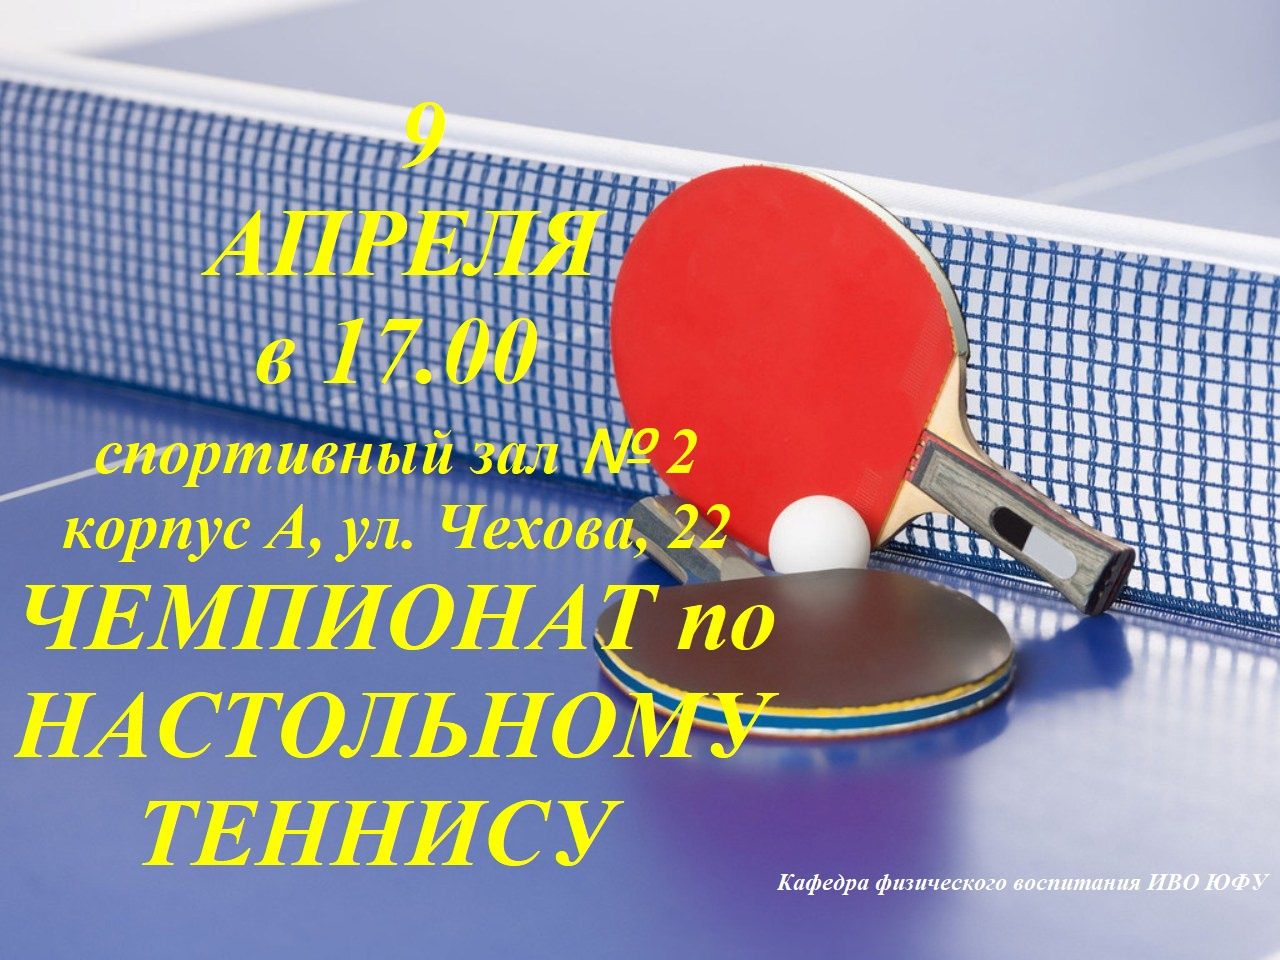 9
АПРЕЛЯ
в 17.00
спортивный зал № 2
корпус А, ул. Чехова, 22
ЧЕМПИОНАТ по
НАСТОЛЬНОМУ
ТЕННИСУ
Кафедра физического воспитания ИВО ЮФУ